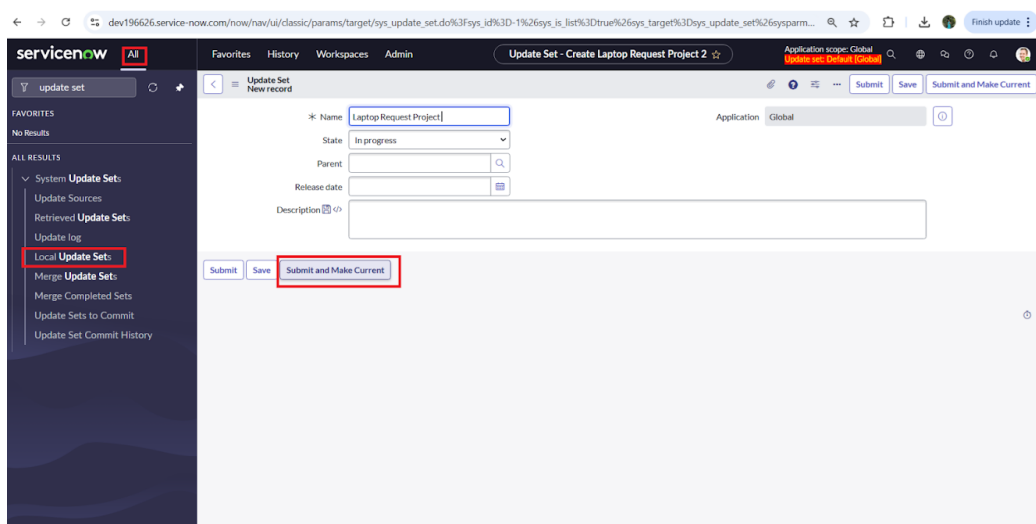 dev196626.service-now.com/now/nav/ui/classic/params/target/sys_update_set.do%3Fsys_id%3D-1%26sys_is_list%3Dtrue%26sys_target%3Dsys_update_set%26sysparm...
Finish update
servicenow All Favorites History Workspaces Admin Update Set - Create Laptop Request Project 2 Application scope: Global
Update set: Default [Global]
update set
Update Set
New record
Submit Save Submit and Make Current
FAVORITES
No Results
ALL RESULTS
System Update Sets
Update Sources
Retrieved Update Sets
Update log
Local Update Sets
Merge Update Sets
Merge Completed Sets
Update Sets to Commit
Update Set Commit History
* Name Laptop Request Project
Application Global
State In progress
Parent
Release date
Description
Submit Save Submit and Make Current